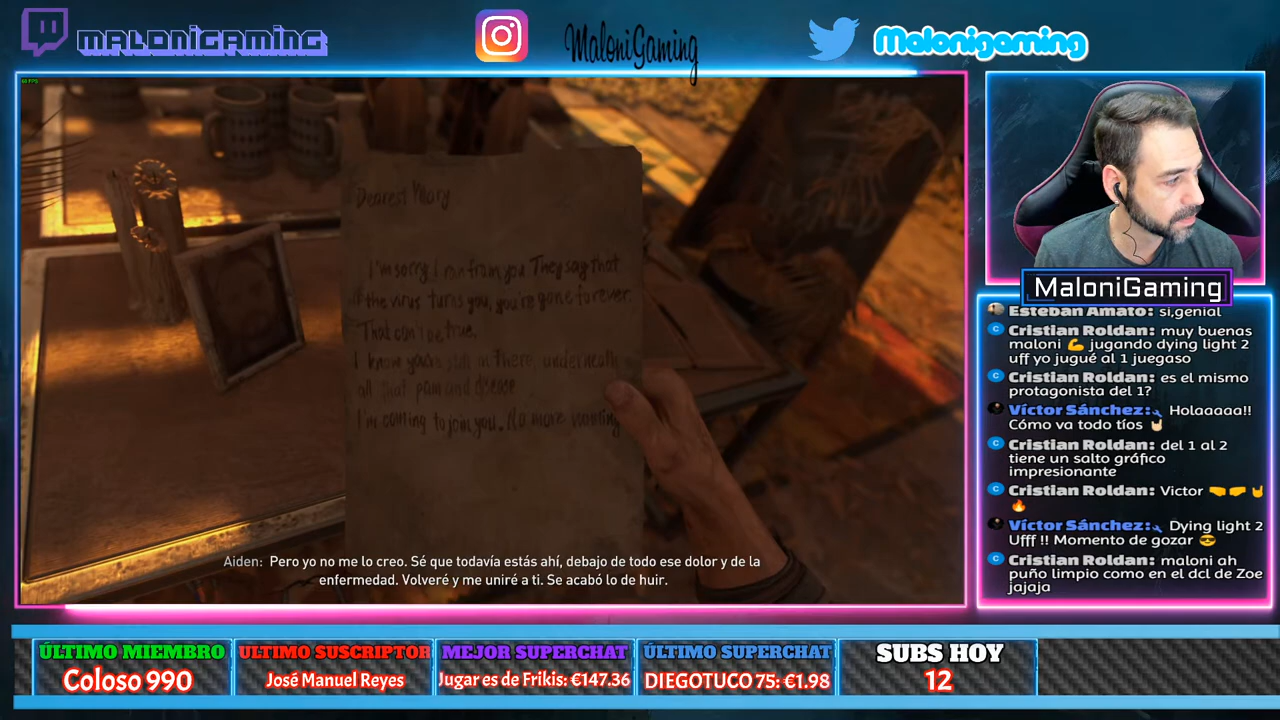 MALONIGAMING
MaloniGaming
Malonigaming
60 FPS
Dearest Mary
I'm sorry I ran from you They say that
the virus turns you, you're gone forever.
That can't be true.
I know you're still in there, underneath
all that pain and disease
I'm coming to join you. No more running
Aiden: Pero yo no me lo creo. Sé que todavía estás ahí, debajo de todo ese dolor y de la
enfermedad. Volveré y me uniré a ti. Se acabó lo de huir.
MaloniGaming
Esteban Amato: si,genial
Cristian Roldan: muy buenas
maloni 💪 jugando dying light 2
uff yo jugué al 1 juegaso
Cristian Roldan: es el mismo
protagonista del 1?
Víctor Sánchez: Holaaaaa!!
Cómo va todo tíos 🤘🏻
Cristian Roldan: del 1 al 2
tiene un salto gráfico
impresionante
Cristian Roldan: Victor 🤜🤛🤘
🔥
Víctor Sánchez: Dying light 2
Ufff !! Momento de gozar 😎
Cristian Roldan: maloni ah
puño limpio como en el dcl de Zoe
jajaja
ÚLTIMO MIEMBRO
Coloso 990
ULTIMO SUSCRIPTOR
José Manuel Reyes
MEJOR SUPERCHAT
Jugar es de Frikis: €147.36
ÚLTIMO SUPERCHAT
DIEGOTUCO 75: €1.98
SUBS HOY
12